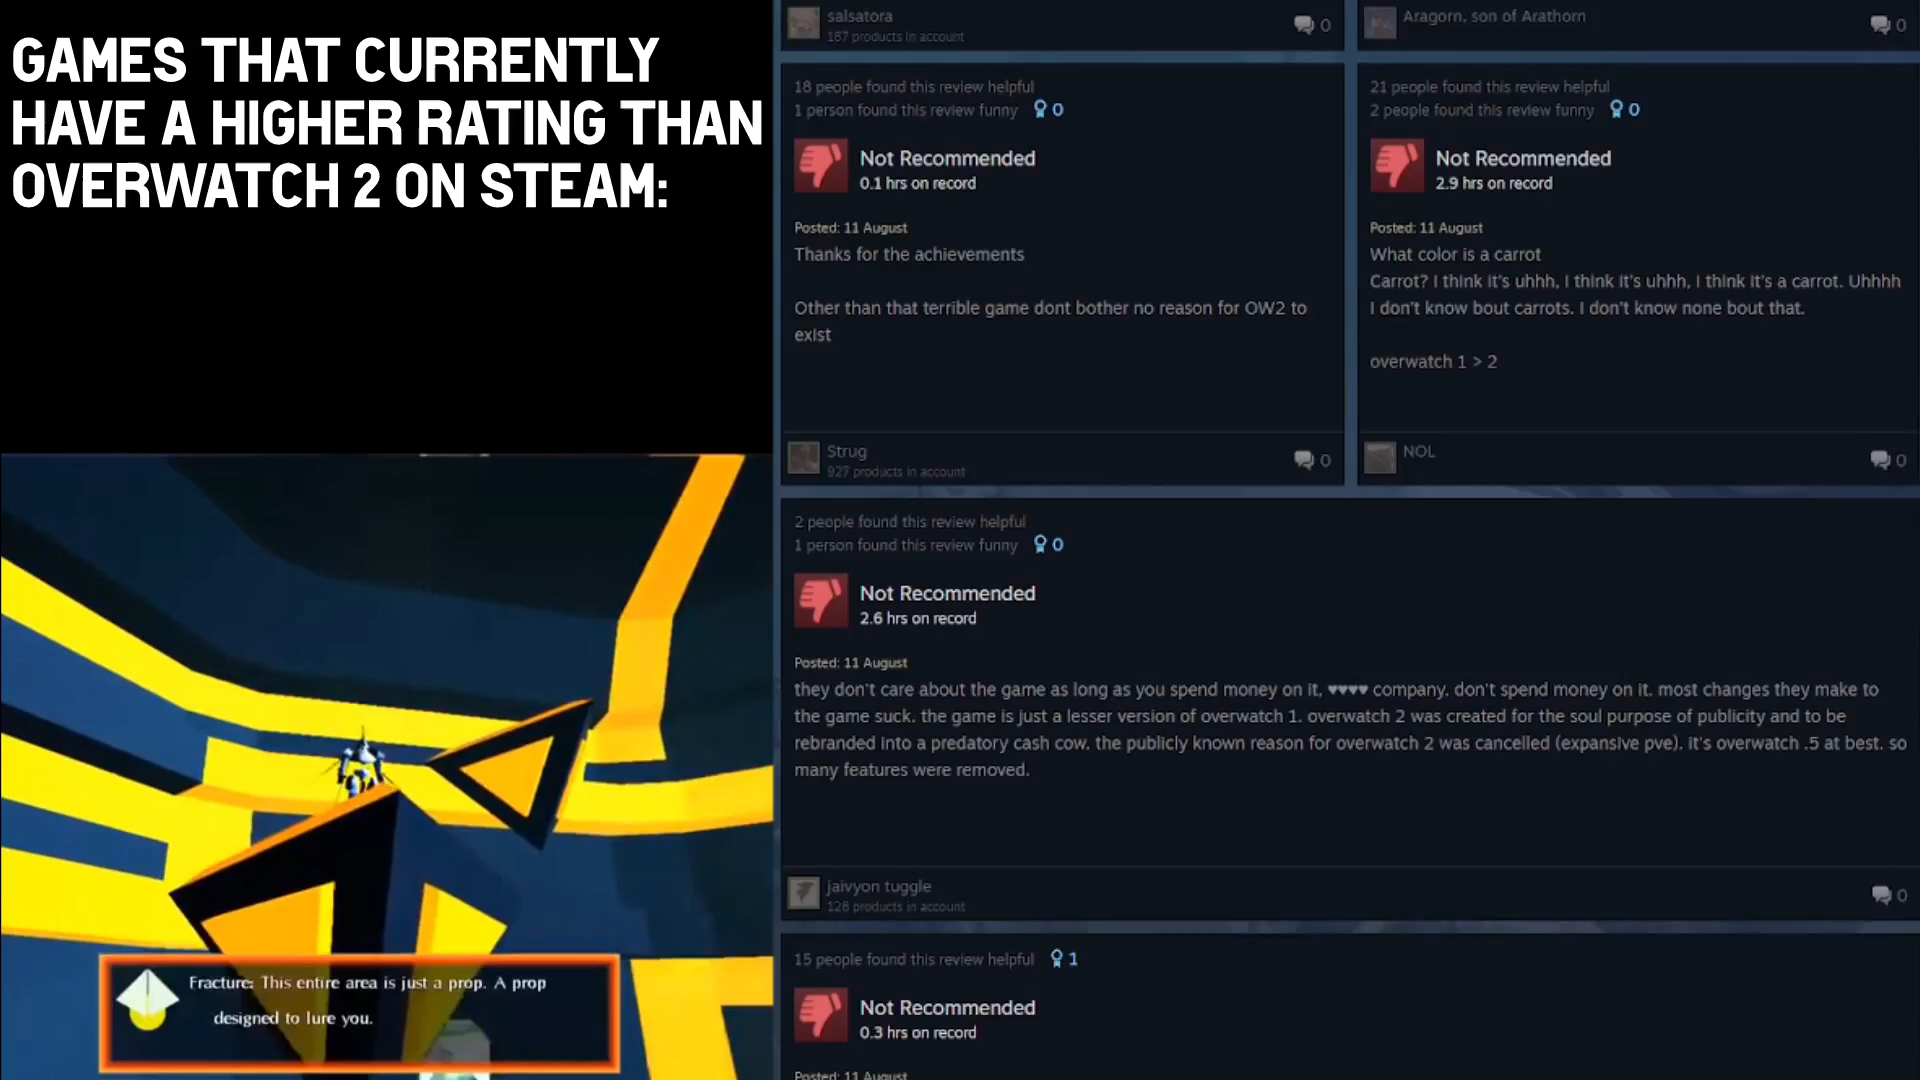 GAMES THAT CURRENTLY
HAVE A HIGHER RATING THAN
OVERWATCH 2 ON STEAM:
Fracture: This entire area is just a prop. A prop
designed to lure you.
salsatora
187 products in account
0
Aragorn, son of Arathorn
0
18 people found this review helpful
1 person found this review funny 0
Not Recommended
0.1 hrs on record
Posted: 11 August
Thanks for the achievements
Other than that terrible game dont bother no reason for OW2 to
exist
Strug
927 products in account
0
21 people found this review helpful
2 people found this review funny 0
Not Recommended
2.9 hrs on record
Posted: 11 August
What color is a carrot
Carrot? I think it's uhhh, I think it's uhhh, I think it's a carrot. Uhhhh
I don't know bout carrots. I don't know none bout that.
overwatch 1 > 2
NOL
0
2 people found this review helpful
1 person found this review funny 0
Not Recommended
2.6 hrs on record
Posted: 11 August
they don't care about the game as long as you spend money on it, ♥♥♥♥ company. don't spend money on it. most changes they make to
the game suck. the game is just a lesser version of overwatch 1. overwatch 2 was created for the soul purpose of publicity and to be
rebranded into a predatory cash cow. the publicly known reason for overwatch 2 was cancelled (expansive pve). it's overwatch .5 at best. so
many features were removed.
jaivyon tuggle
128 products in account
0
15 people found this review helpful 1
Not Recommended
0.3 hrs on record
Posted: 11 August